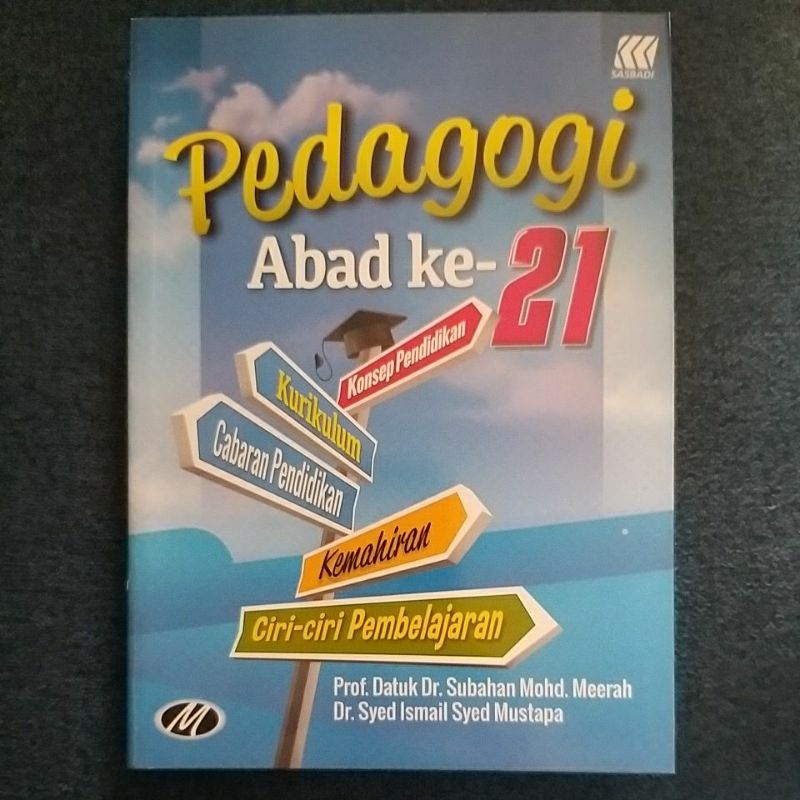 SASBADI
Pedagogi
Abad ke-21
Konsep Pendidikan
Kurikulum
Cabaran Pendidikan
Kemahiran
Ciri-ciri Pembelajaran
Prof. Datuk Dr. Subahan Mohd. Meerah
Dr. Syed Ismail Syed Mustapa
M